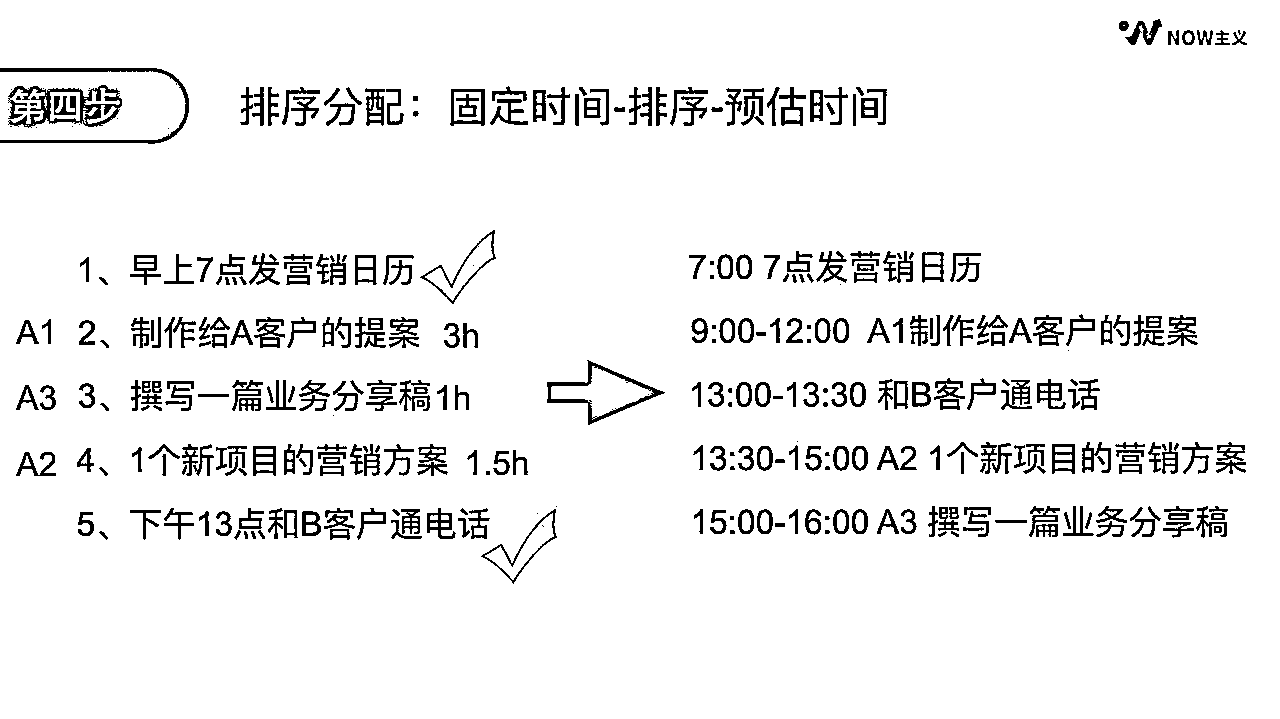 NOW主义
第四步
排序分配：固定时间-排序-预估时间
1、早上7点发营销日历
A1 2、制作给A客户的提案 3h
A3 3、撰写一篇业务分享稿1h
A2 4、1个新项目的营销方案 1.5h
5、下午13点和B客户通电话
7:00 7点发营销日历
9:00-12:00 A1制作给A客户的提案
13:00-13:30 和B客户通电话
13:30-15:00 A2 1个新项目的营销方案
15:00-16:00 A3 撰写一篇业务分享稿